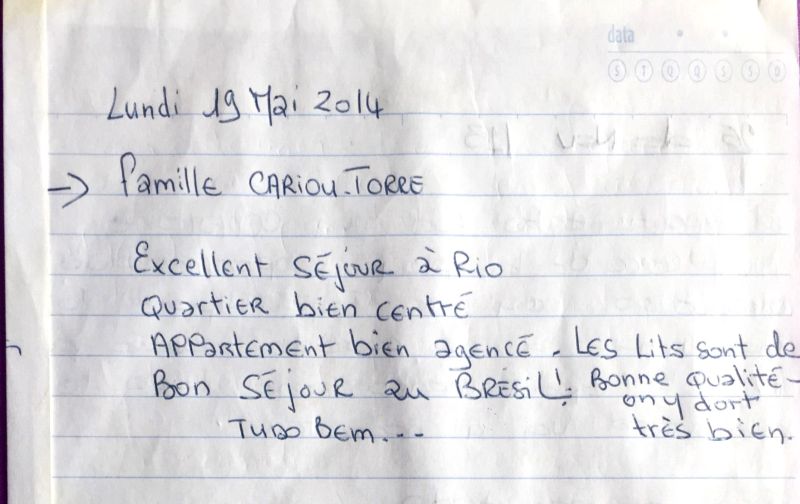 data
S T Q Q S S D
Lundi 19 Mai 2014
→ famille CARIOU-TORRE
Excellent séjour à Rio
Quartier bien centré
Appartement bien agencé. Les lits sont de
Bon séjour au BRESIL! Bonne qualité
on y dort
Tudo Bem... très bien.